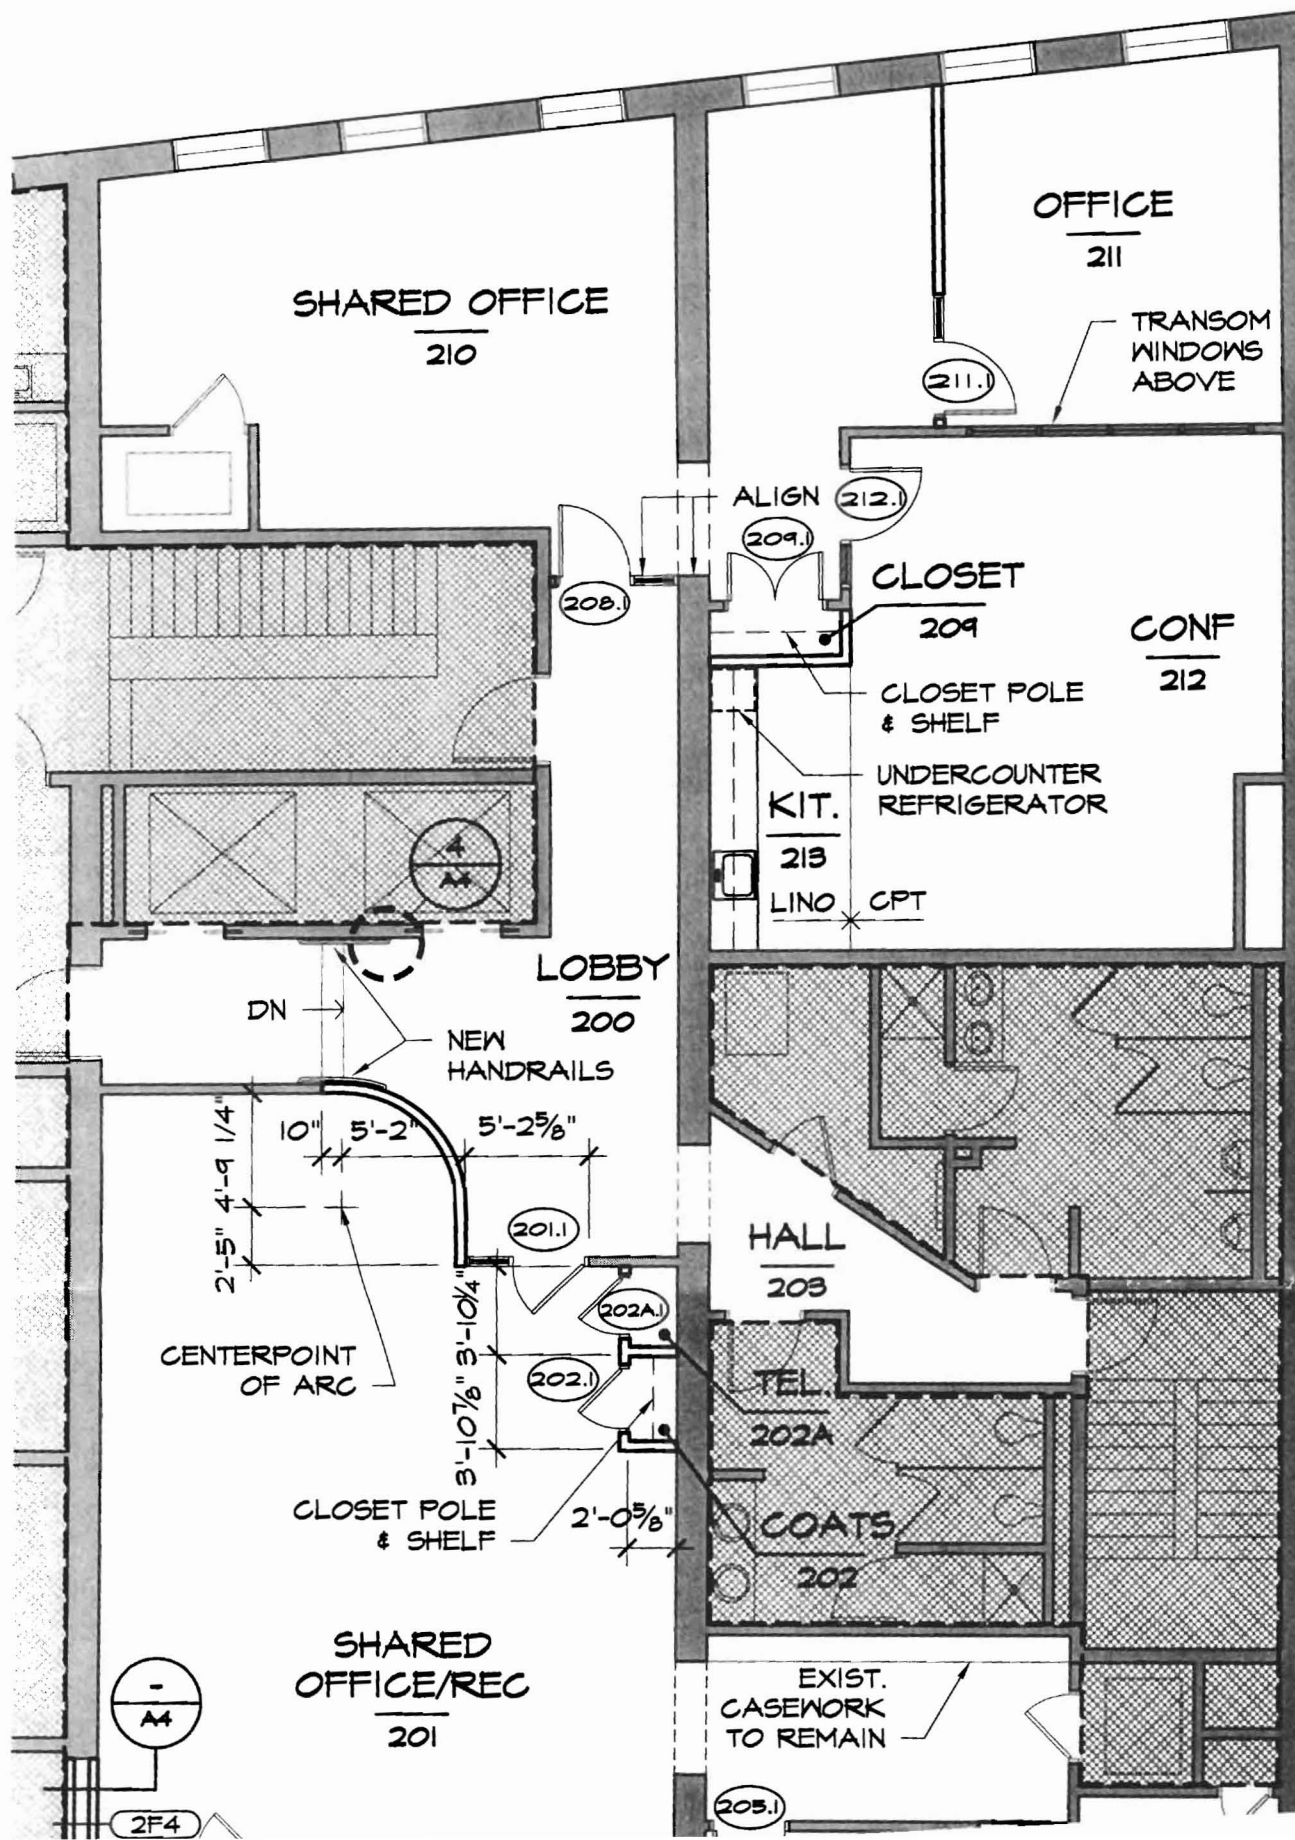 OFFICE
211
SHARED OFFICE
210
TRANSOM
WINDOWS
ABOVE
211.1
ALIGN
212.1
209.1
CLOSET
209
208.1
CONF
212
CLOSET POLE
& SHELF
UNDERCOUNTER
REFRIGERATOR
KIT.
213
4
A4
LINO
CPT
LOBBY
200
DN
NEW
HANDRAILS
4'-9 1/4"
10"
5'-2"
5'-2⅝"
2'-5"
201.1
HALL
203
3'-10¼"
202A.1
CENTERPOINT
OF ARC
202.1
TEL.
202A
3'-10⅞"
CLOSET POLE
& SHELF
2'-0⅝"
COATS
202
SHARED
OFFICE/REC
201
EXIST.
CASEWORK
TO REMAIN
-
A4
205.1
2F4